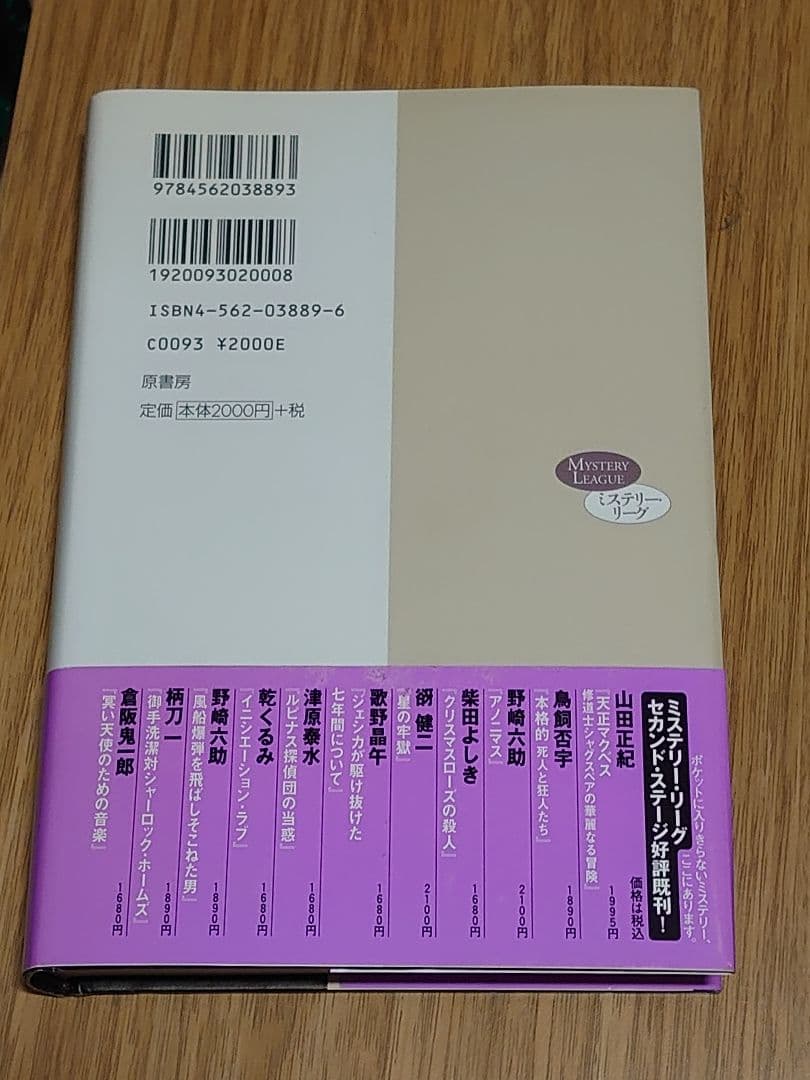 9784562038893
1920093020008
ISBN4-562-03889-6
C0093 ¥2000E
原書房
定価 本体2000円+税
MYSTERY
LEAGUE
ミステリー・
リーグ
ポケットに入りきらないミステリー、
ここにあります。
ミステリー・リーグ
セカンド・ステージ好評既刊!
価格は税込
山田正紀
『天正マクベス
修道士シャグスペアの華麗なる冒険』
1995円
鳥飼否宇
『本格的 死人と狂人たち』
1890円
野崎六助
『アノニマス』
2100円
柴田よしき
『クリスマスローズの殺人』
1680円
谺 健二
『星の牢獄』
2100円
歌野晶午
『ジェシカが駆け抜けた
七年間について』
1680円
津原泰水
『ルピナス探偵団の当惑』
1680円
乾くるみ
『イニシエーション・ラブ』
1680円
野崎六助
『風船爆弾を飛ばしそこねた男』
1890円
柄刀 一
『御手洗潔対シャーロック・ホームズ』
1890円
倉阪鬼一郎
『冥い天使のための音楽』
1680円